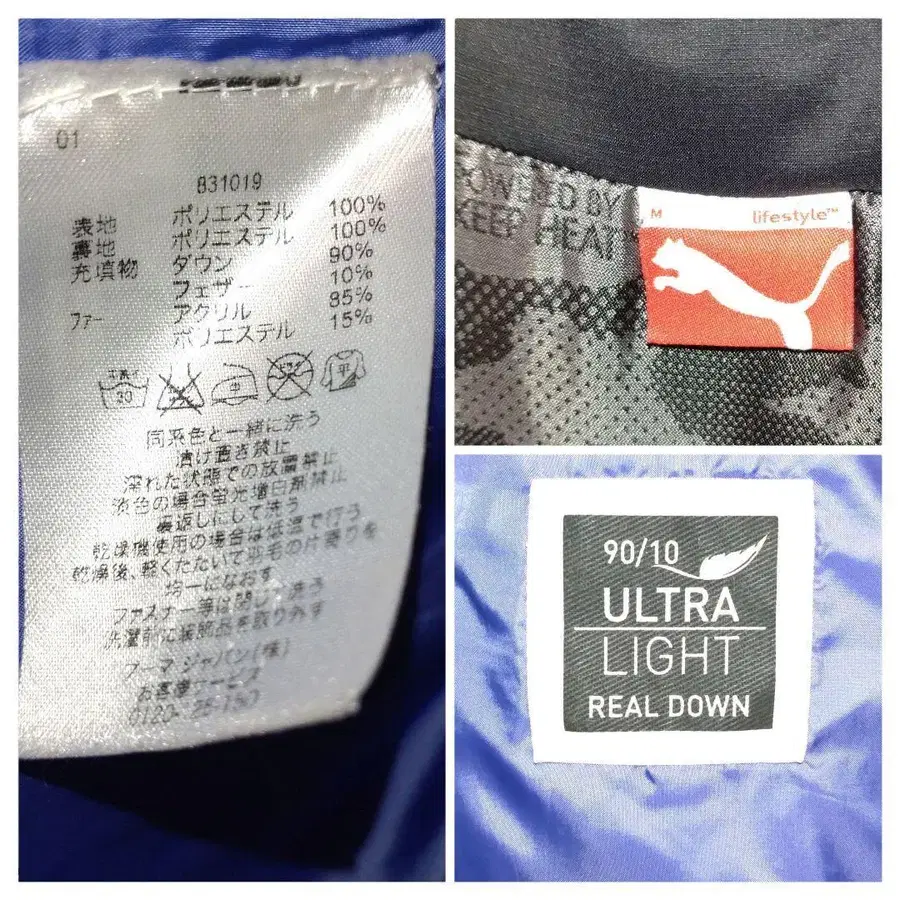 01
831019
表地 ポリエステル 100%
裏地 ポリエステル 100%
充填物 ダウン 90%
フェザー 10%
ファー アクリル 85%
ポリエステル 15%
30
中
平
同系色と一緒に洗う
漬け置き禁止
濡れた状態での放置禁止
淡色の場合蛍光増白剤禁止
裏返しにして洗う
乾燥機使用の場合は低温で行う
乾燥後、軽くたたいて羽毛の片寄りを
均一になおす
ファスナー等は閉じ、洗う
洗濯前に装飾品を取り外す
プーマ ジャパン(株)
お客様サービス
POWERED BY
KEEP HEAT
M lifestyle™
90/10
ULTRA
LIGHT
REAL DOWN